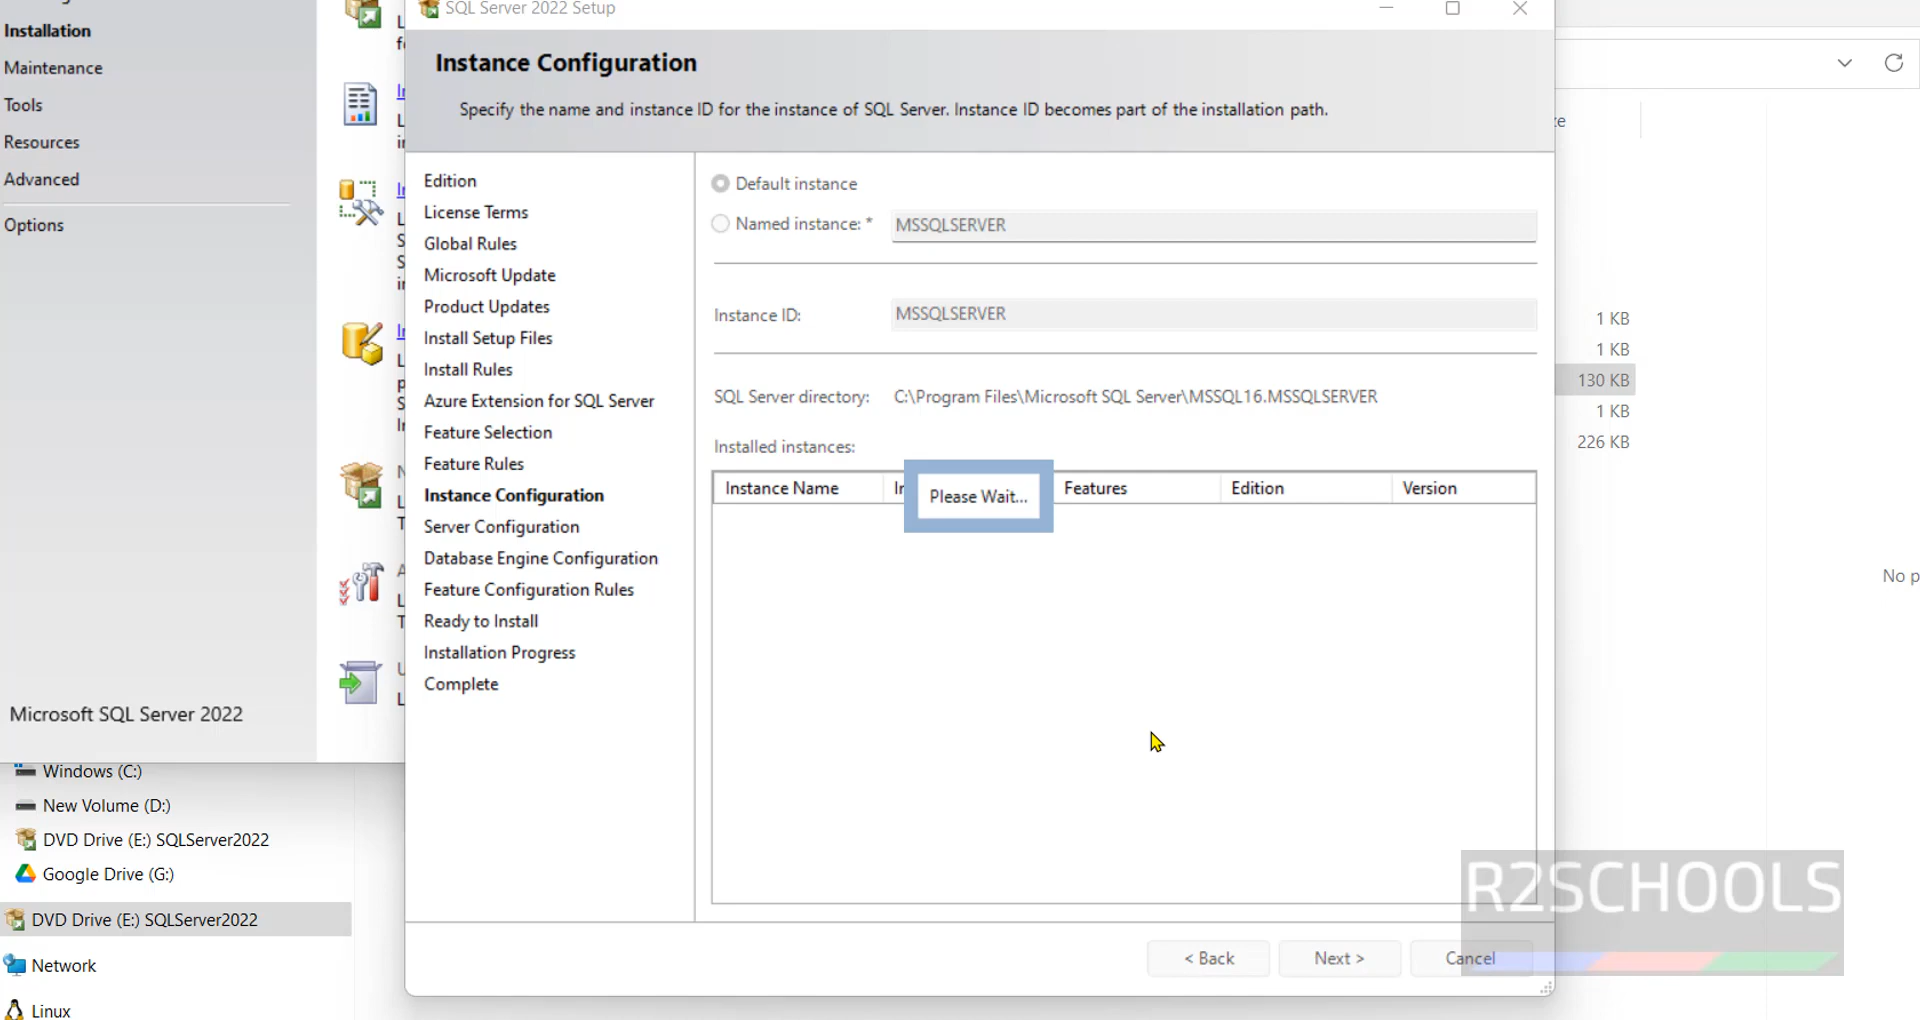 Installation
Maintenance
Tools
Resources
Advanced
Options
Microsoft SQL Server 2022
Windows (C:)
New Volume (D:)
DVD Drive (E:) SQLServer2022
Google Drive (G:)
DVD Drive (E:) SQLServer2022
Network
Linux
SQL Server 2022 Setup
Instance Configuration
Specify the name and instance ID for the instance of SQL Server. Instance ID becomes part of the installation path.
Edition
License Terms
Global Rules
Microsoft Update
Product Updates
Install Setup Files
Install Rules
Azure Extension for SQL Server
Feature Selection
Feature Rules
Instance Configuration
Server Configuration
Database Engine Configuration
Feature Configuration Rules
Ready to Install
Installation Progress
Complete
Default instance
Named instance: * MSSQLSERVER
Instance ID: MSSQLSERVER
SQL Server directory: C:\Program Files\Microsoft SQL Server\MSSQL16.MSSQLSERVER
Installed instances:
Instance Name Features Edition Version
Please Wait...
< Back Next > Cancel
1 KB
1 KB
130 KB
1 KB
226 KB
No p
R2SCHOOLS